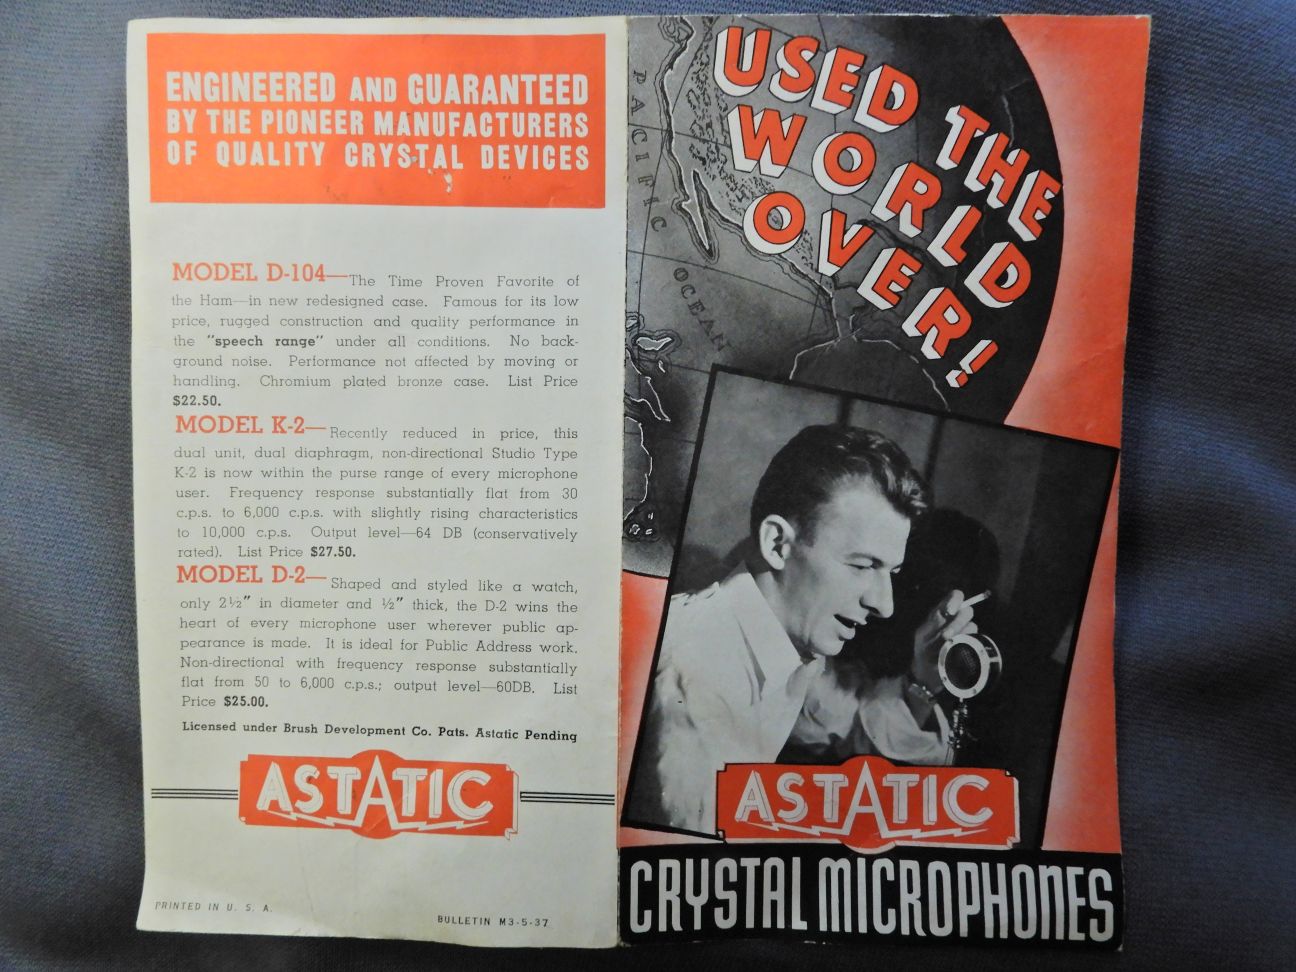 ENGINEERED AND GUARANTEED
BY THE PIONEER MANUFACTURERS
OF QUALITY CRYSTAL DEVICES
MODEL D-104—The Time Proven Favorite of
the Ham—in new redesigned case. Famous for its low
price, rugged construction and quality performance in
the "speech range" under all conditions. No back-
ground noise. Performance not affected by moving or
handling. Chromium plated bronze case. List Price
$22.50.
MODEL K-2—Recently reduced in price, this
dual unit, dual diaphragm, non-directional Studio Type
K-2 is now within the purse range of every microphone
user. Frequency response substantially flat from 30
c.p.s. to 6,000 c.p.s. with slightly rising characteristics
to 10,000 c.p.s. Output level—64 DB (conservatively
rated). List Price $27.50.
MODEL D-2—Shaped and styled like a watch,
only 2½" in diameter and ½" thick, the D-2 wins the
heart of every microphone user wherever public ap-
pearance is made. It is ideal for Public Address work.
Non-directional with frequency response substantially
flat from 50 to 6,000 c.p.s.; output level—60DB. List
Price $25.00.
Licensed under Brush Development Co. Pats. Astatic Pending
ASTATIC
PRINTED IN U. S. A.
BULLETIN M3-5-37
USED THE
WORLD
OVER!
PACIFIC
OCEAN
ASTATIC
CRYSTAL MICROPHONES